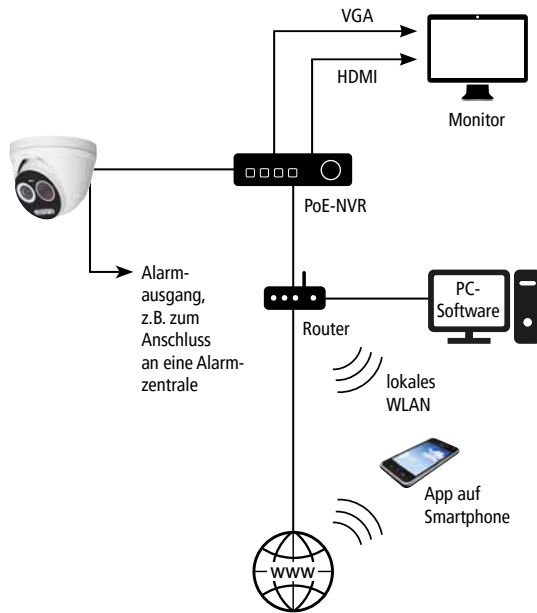 VGA
HDMI
Monitor
PoE-NVR
Alarm-
ausgang,
z.B. zum
Anschluss
an eine Alarm-
zentrale
Router
PC-
Software
lokales
WLAN
App auf
Smartphone
www